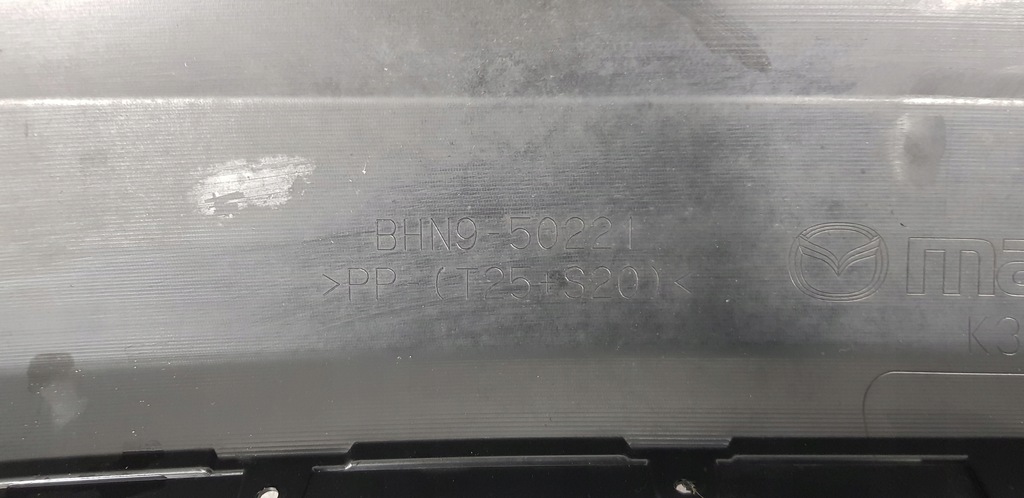 BHN9-50221
>PP-(T25+S20)<
ma
K3